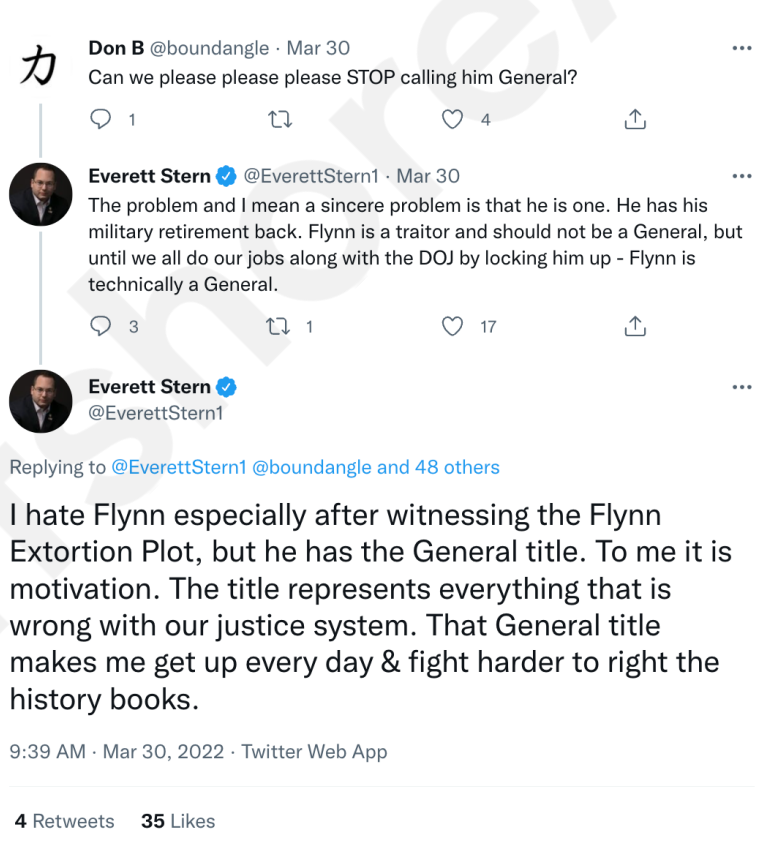 力
Don B @boundangle · Mar 30
Can we please please please STOP calling him General?
1 4
Everett Stern @EverettStern1 · Mar 30
The problem and I mean a sincere problem is that he is one. He has his
military retirement back. Flynn is a traitor and should not be a General, but
until we all do our jobs along with the DOJ by locking him up - Flynn is
technically a General.
3 1 17
Everett Stern
@EverettStern1
Replying to @EverettStern1 @boundangle and 48 others
I hate Flynn especially after witnessing the Flynn
Extortion Plot, but he has the General title. To me it is
motivation. The title represents everything that is
wrong with our justice system. That General title
makes me get up every day & fight harder to right the
history books.
9:39 AM · Mar 30, 2022 · Twitter Web App
4 Retweets 35 Likes